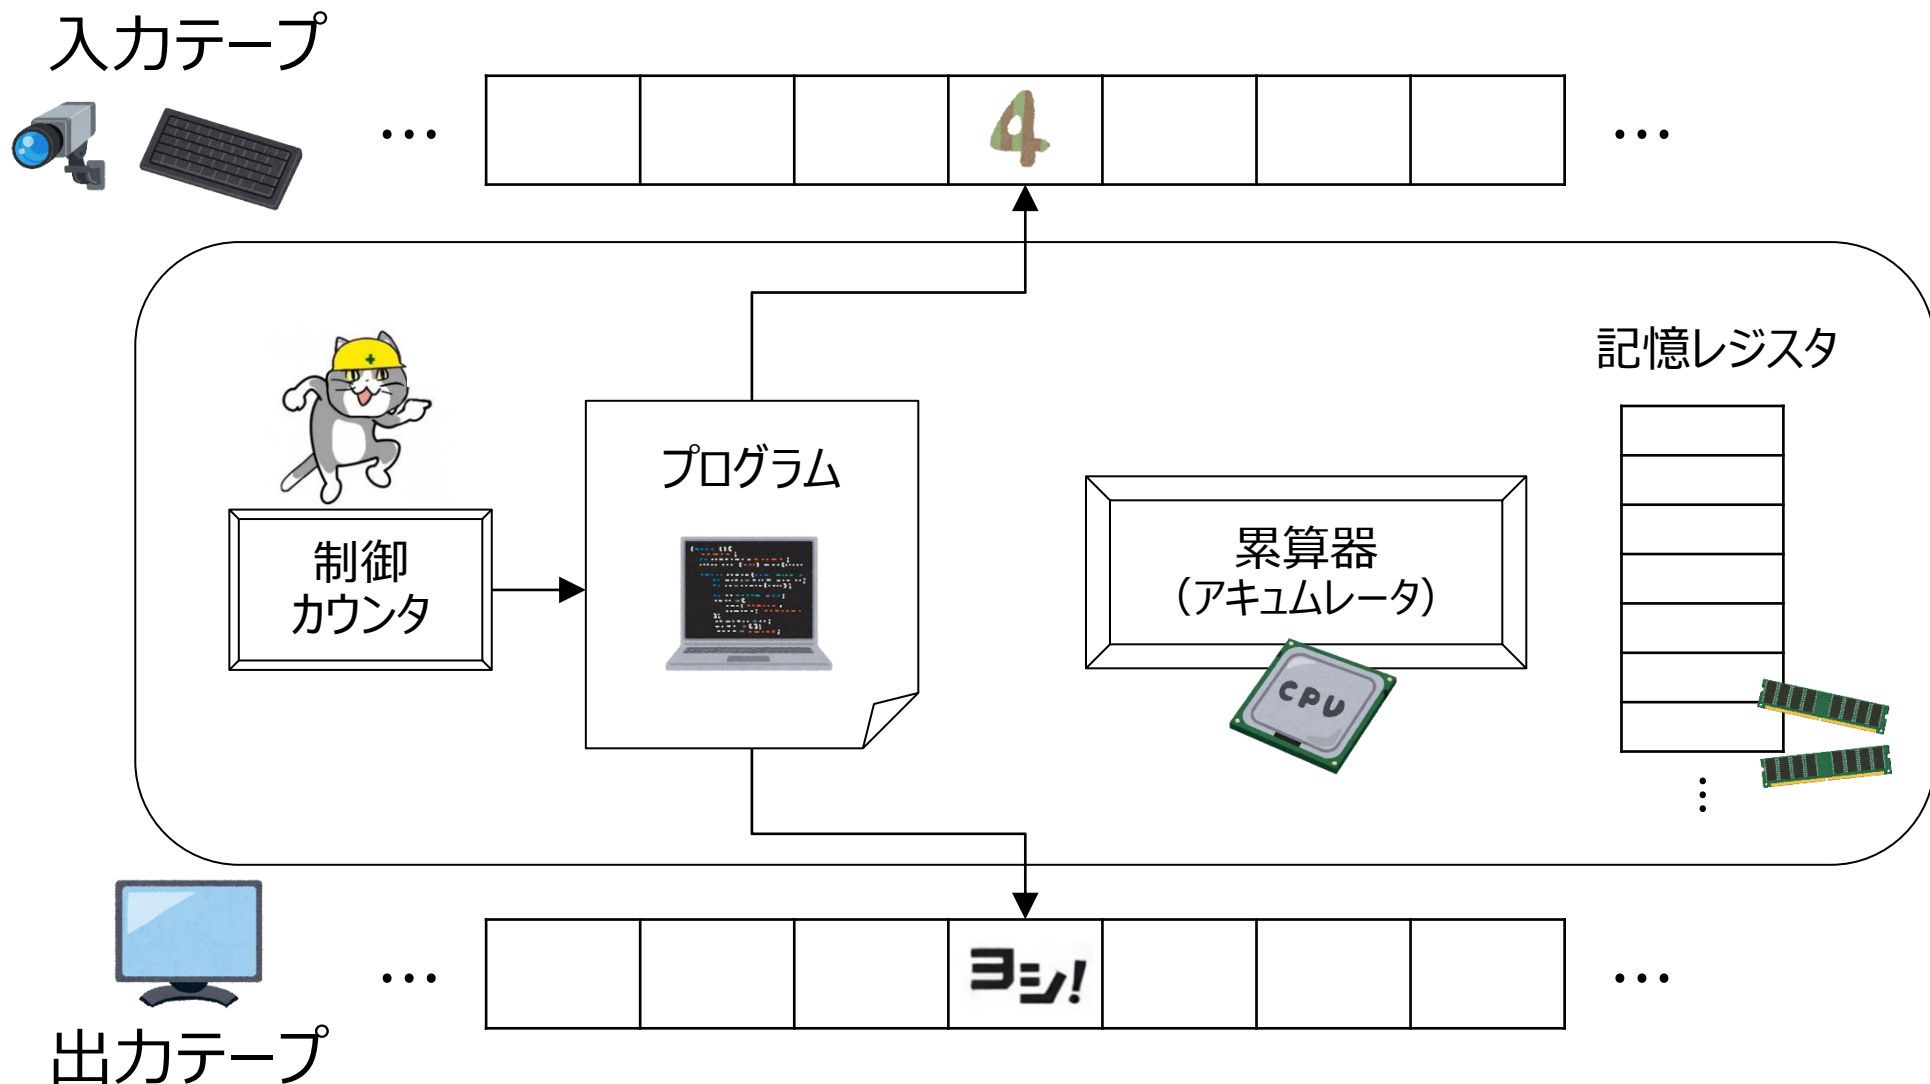 入力テープ
…
4
…
記憶レジスタ
プログラム
制御
カウンタ
累算器
(アキュムレータ)
CPU
⋮
…
ヨシ!
…
出力テープ